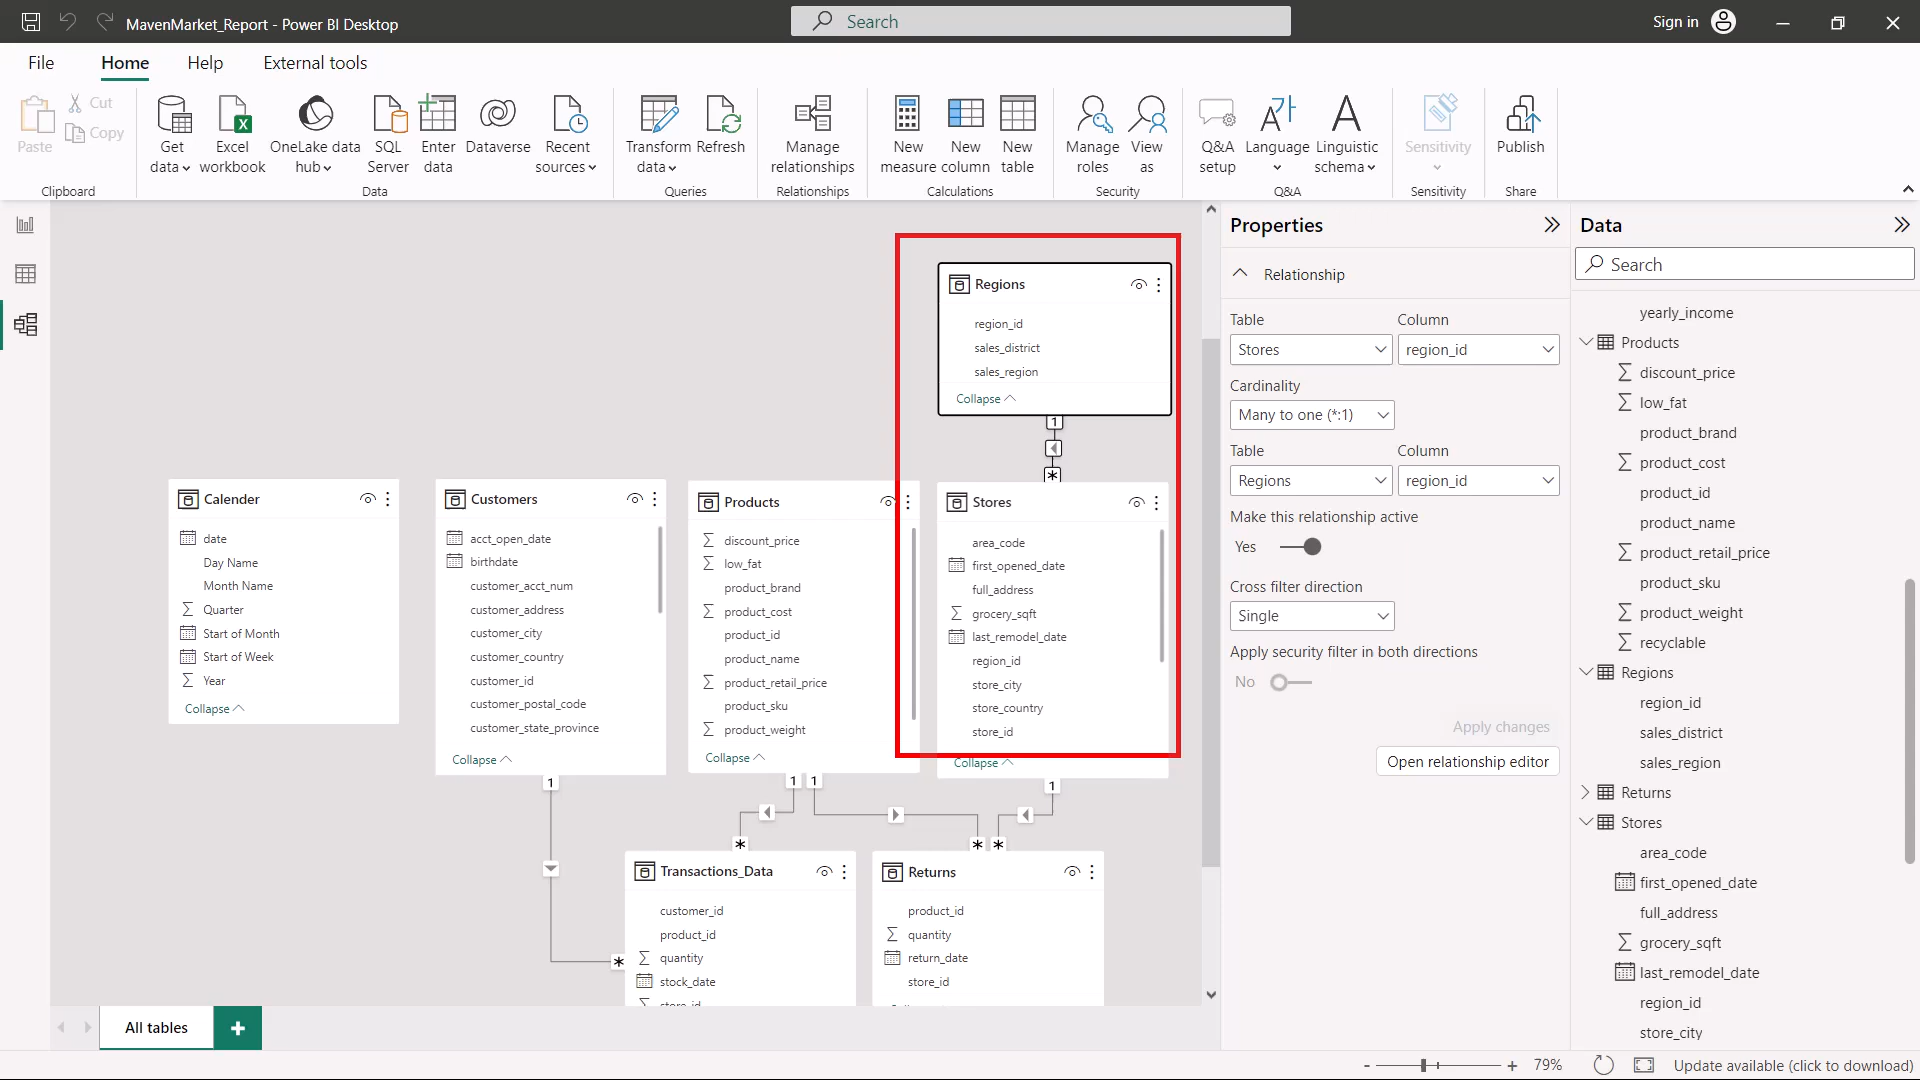 MavenMarket_Report - Power BI Desktop
Search
Sign in
File Home Help External tools
Paste
Cut
Copy
Clipboard
Get data
Excel workbook
OneLake data hub
SQL Server
Enter data
Dataverse
Recent sources
Data
Transform data
Refresh
Queries
Manage relationships
Relationships
New measure
New column
New table
Calculations
Manage roles
View as
Security
Q&A setup
Language
Linguistic schema
Q&A
Sensitivity
Sensitivity
Publish
Share
Regions
region_id
sales_district
sales_region
Collapse
1
*
Calender
date
Day Name
Month Name
Quarter
Start of Month
Start of Week
Year
Collapse
Customers
acct_open_date
birthdate
customer_acct_num
customer_address
customer_city
customer_country
customer_id
customer_postal_code
customer_state_province
Collapse
1
*
Products
discount_price
low_fat
product_brand
product_cost
product_id
product_name
product_retail_price
product_sku
product_weight
Collapse
1 1
*
Stores
area_code
first_opened_date
full_address
grocery_sqft
last_remodel_date
region_id
store_city
store_country
store_id
Collapse
1
* *
Transactions_Data
customer_id
product_id
quantity
stock_date
store_id
Returns
product_id
quantity
return_date
store_id
All tables
+
Properties
Relationship
Table Column
Stores region_id
Cardinality
Many to one (*:1)
Table Column
Regions region_id
Make this relationship active
Yes
Cross filter direction
Single
Apply security filter in both directions
No
Apply changes
Open relationship editor
Data
Search
yearly_income
Products
discount_price
low_fat
product_brand
product_cost
product_id
product_name
product_retail_price
product_sku
product_weight
recyclable
Regions
region_id
sales_district
sales_region
Returns
Stores
area_code
first_opened_date
full_address
grocery_sqft
last_remodel_date
region_id
store_city
- + 79%
Update available (click to download)